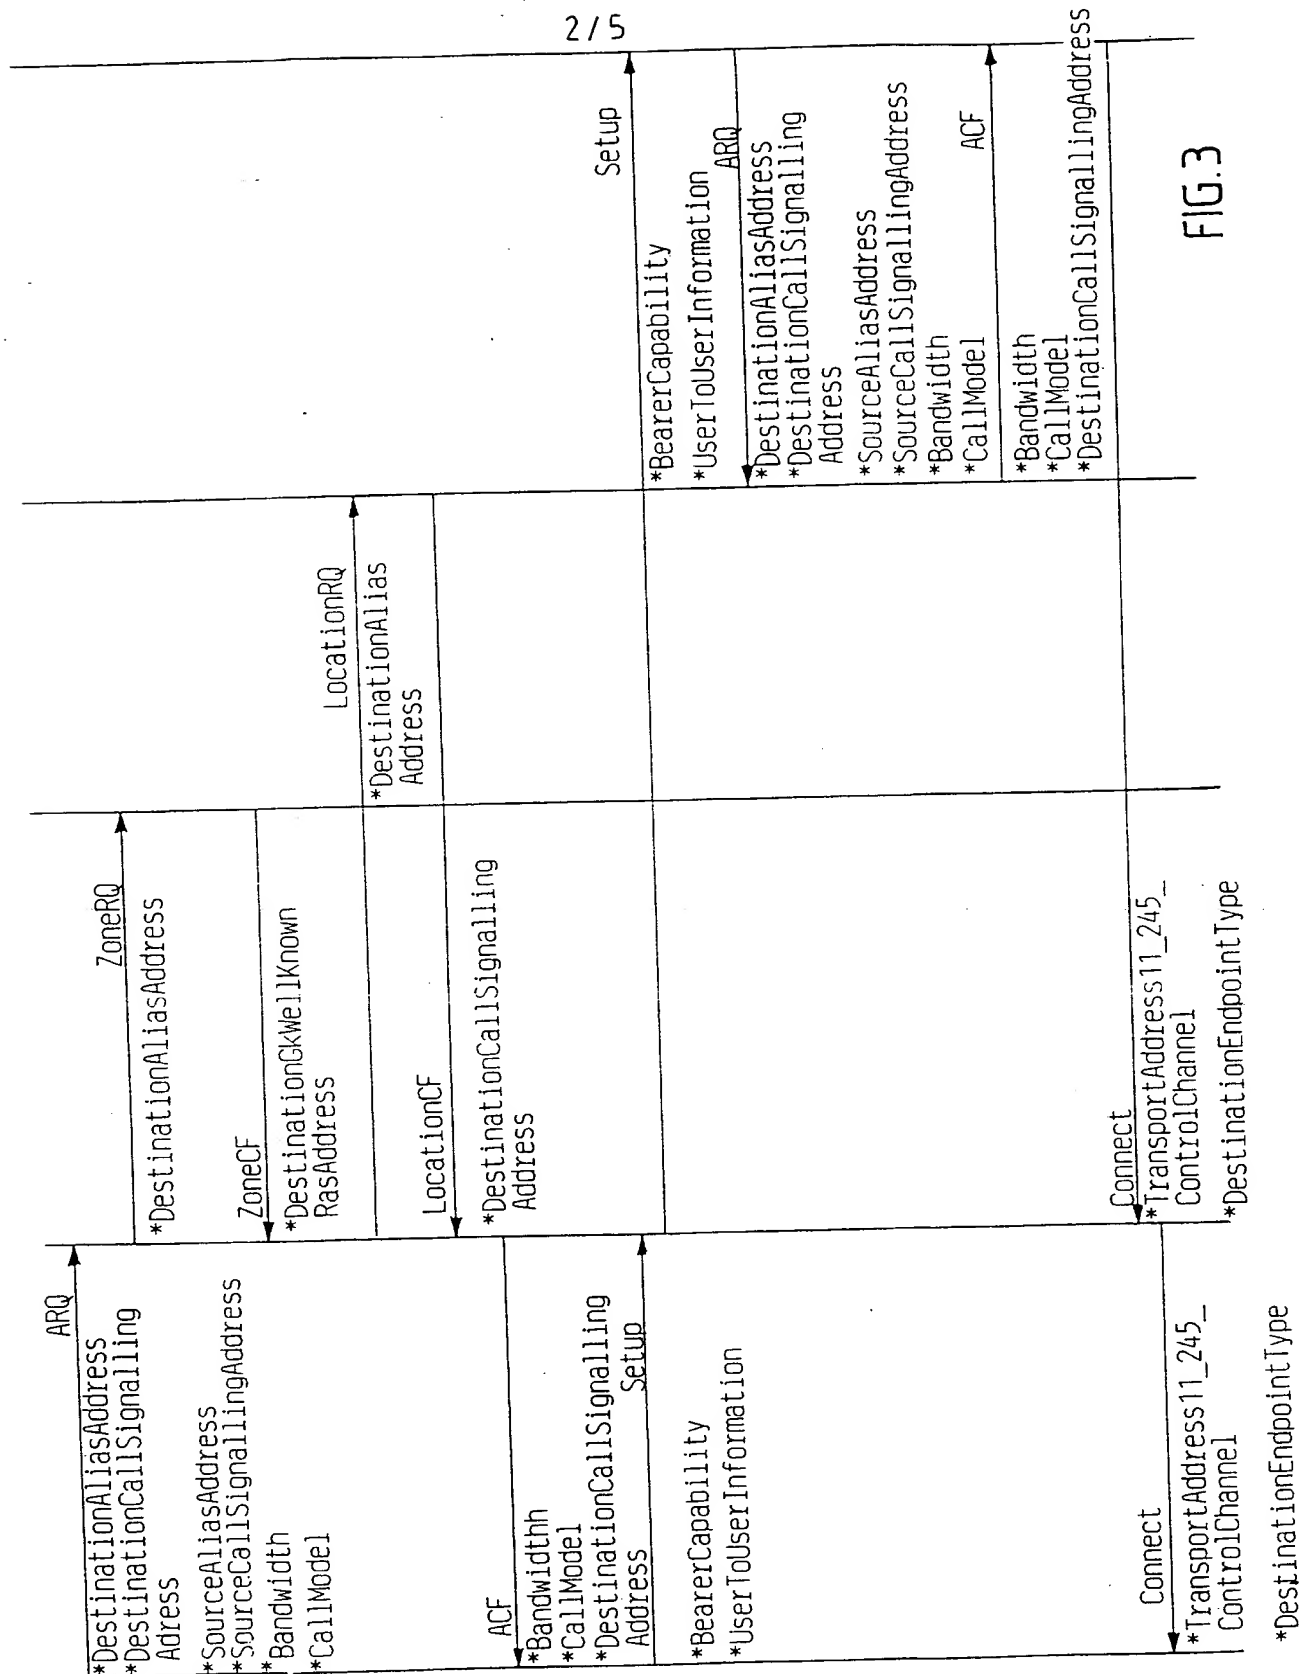 2/5
ARQ
*DestinationAliasAddress
*DestinationCallSignalling
Adress
*SourceAliasAddress
*SourceCallSignallingAddress
*Bandwidth
*CallModel
ZoneRQ
*DestinationAliasAddress
ZoneCF
*DestinationGkWellKnown
RasAddress
LocationRQ
*DestinationAlias
Address
LocationCF
*DestinationCallSignalling
Address
ACF
*Bandwidthh
*CallModel
*DestinationCallSignalling
Address
Setup
*BearerCapability
*UserToUserInformation
Setup
*BearerCapability
*UserToUserInformation
ARQ
*DestinationAliasAddress
*DestinationCallSignalling
Address
*SourceAliasAddress
*SourceCallSignallingAddress
*Bandwidth
*CallModel
ACF
*Bandwidth
*CallModel
*DestinationCallSignallingAddress
Connect
*TransportAddress11_245_
ControlChannel
*DestinationEndpointType
Connect
*TransportAddress11_245_
ControlChannel
*DestinationEndpointType
FIG.3